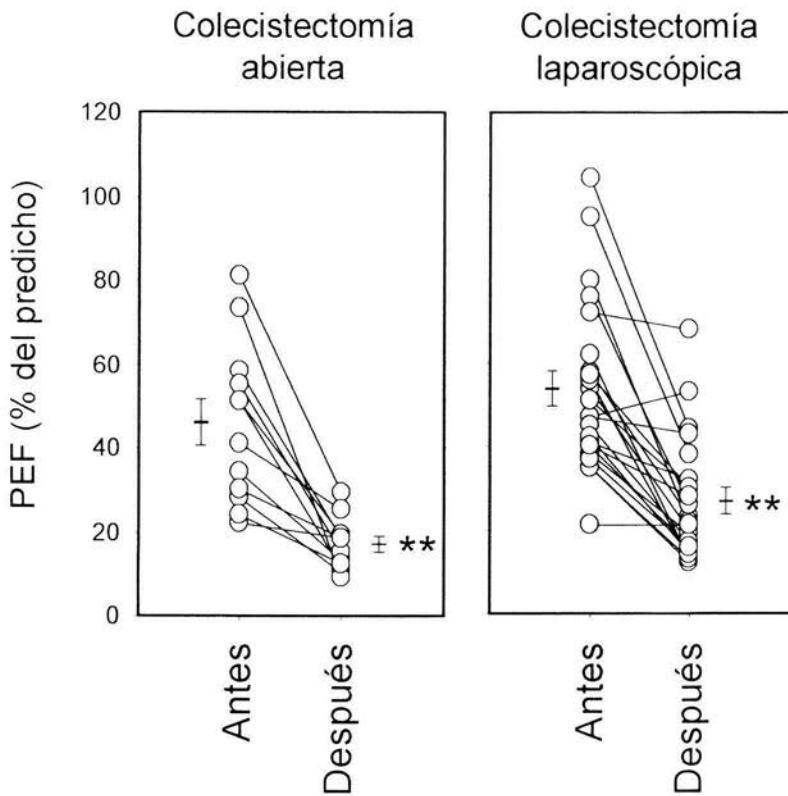 Colecistectomía
abierta
Colecistectomía
laparoscópica
PEF (% del predicho)
120
100
80
60
40
20
0
**
**
Antes
Después
Antes
Después